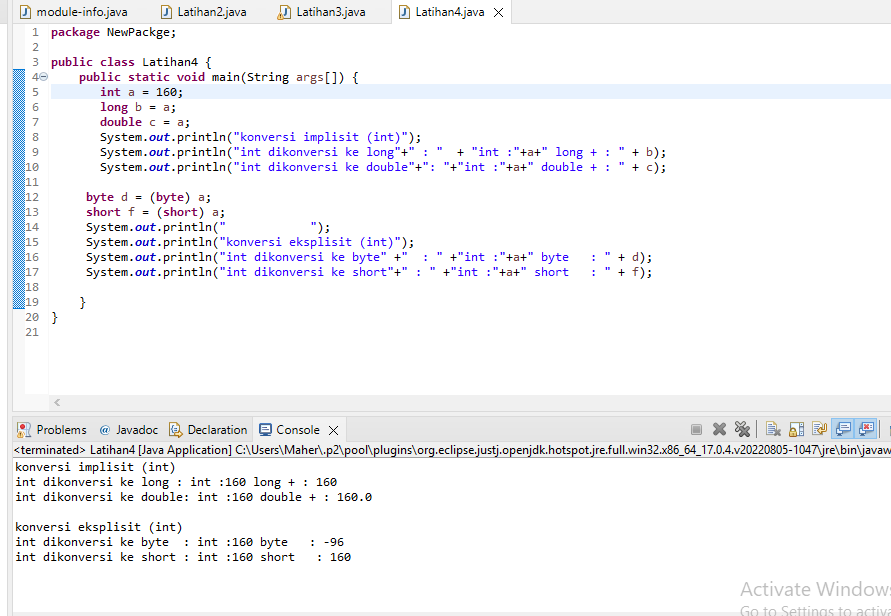 module-info.java Latihan2.java Latihan3.java Latihan4.java
1 package NewPackge;
2
3 public class Latihan4 {
4 public static void main(String args[]) {
5 int a = 160;
6 long b = a;
7 double c = a;
8 System.out.println("konversi implisit (int)");
9 System.out.println("int dikonversi ke long"+" : " + "int :"+a+" long + : " + b);
10 System.out.println("int dikonversi ke double"+": "+"int :"+a+" double + : " + c);
11
12 byte d = (byte) a;
13 short f = (short) a;
14 System.out.println("            ");
15 System.out.println("konversi eksplisit (int)");
16 System.out.println("int dikonversi ke byte" +"  : " +"int :"+a+" byte   : " + d);
17 System.out.println("int dikonversi ke short"+" : " +"int :"+a+" short   : " + f);
18
19 }
20 }
21
Problems @ Javadoc Declaration Console
<terminated> Latihan4 [Java Application] C:\Users\Maher\.p2\pool\plugins\org.eclipse.justj.openjdk.hotspot.jre.full.win32.x86_64_17.0.4.v20220805-1047\jre\bin\javaw
konversi implisit (int)
int dikonversi ke long : int :160 long + : 160
int dikonversi ke double: int :160 double + : 160.0
konversi eksplisit (int)
int dikonversi ke byte  : int :160 byte   : -96
int dikonversi ke short : int :160 short   : 160
Activate Windows
Go to Settings to activa